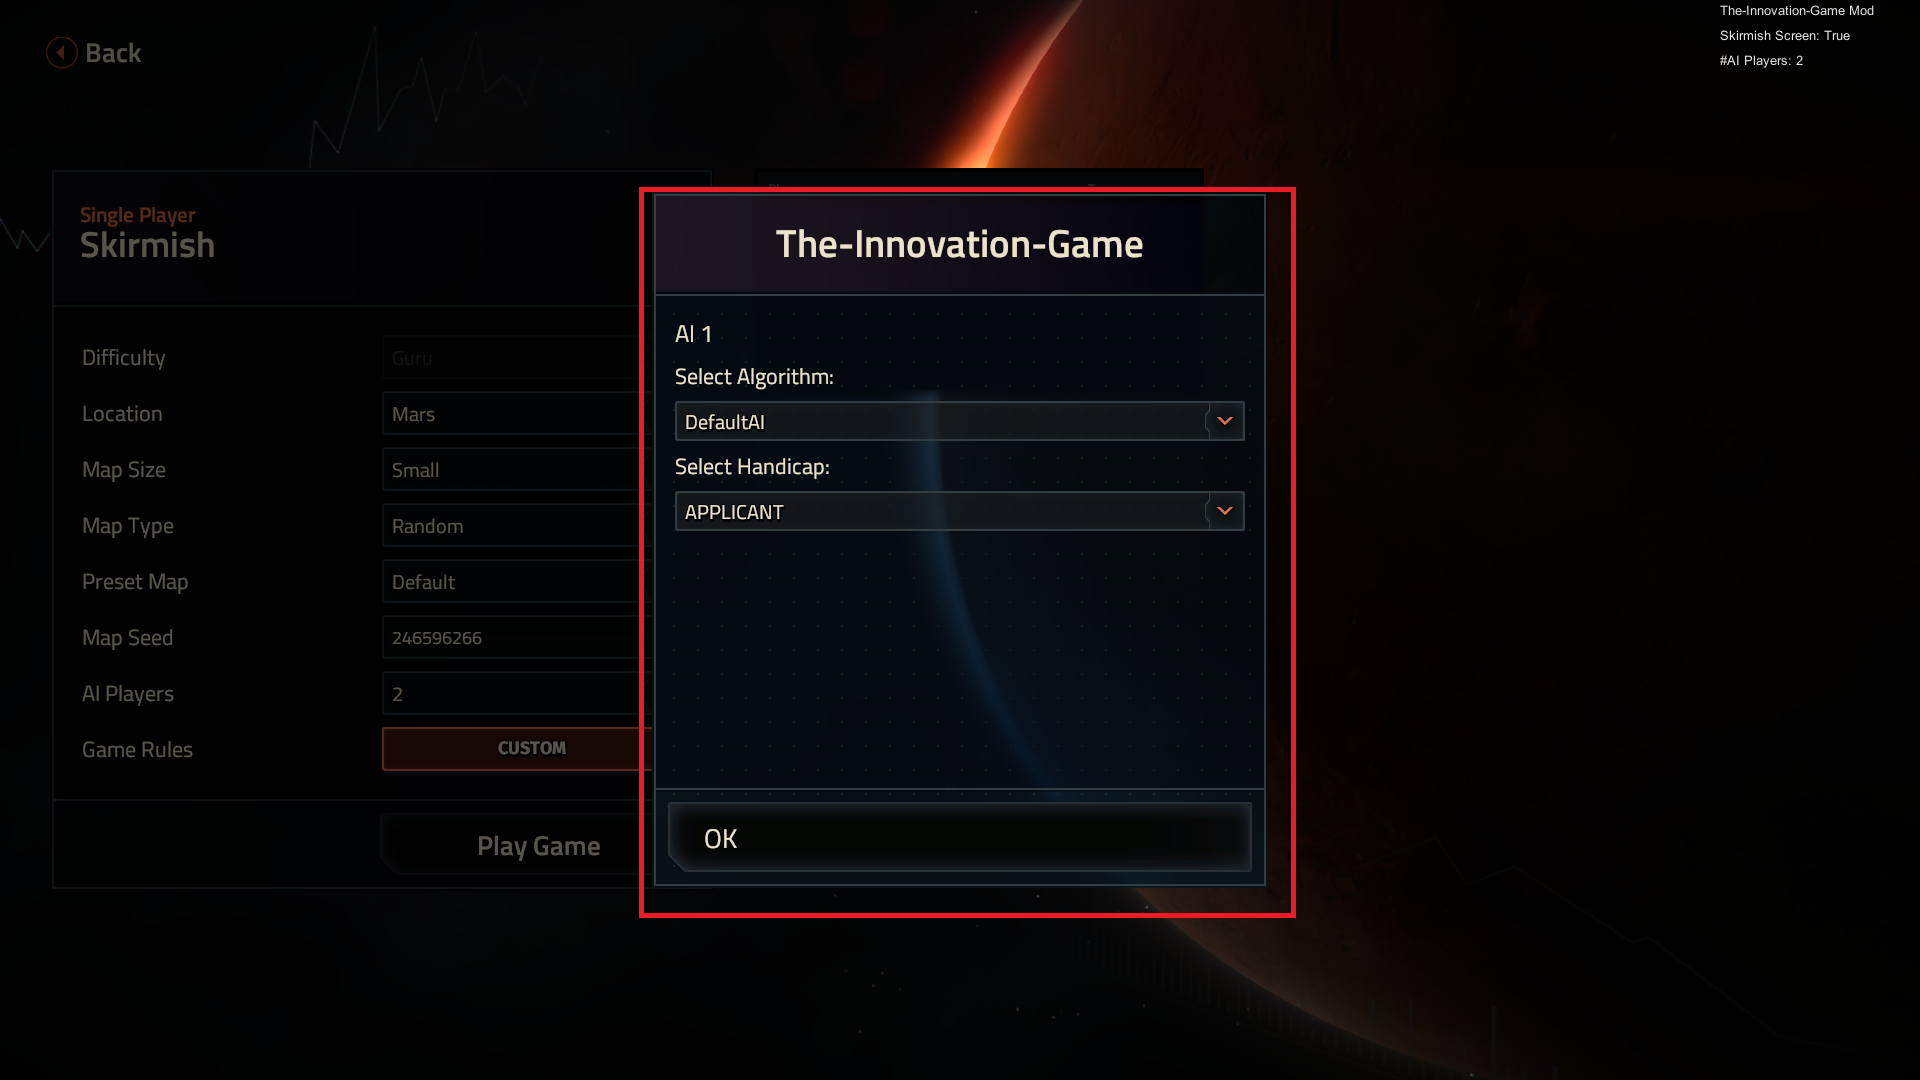 The-Innovation-Game Mod
Skirmish Screen: True
#AI Players: 2
Back
Single Player
Skirmish
Difficulty
Guru
Location
Mars
Map Size
Small
Map Type
Random
Preset Map
Default
Map Seed
246596266
AI Players
2
Game Rules
CUSTOM
Play Game
The-Innovation-Game
AI 1
Select Algorithm:
DefaultAI
Select Handicap:
APPLICANT
OK